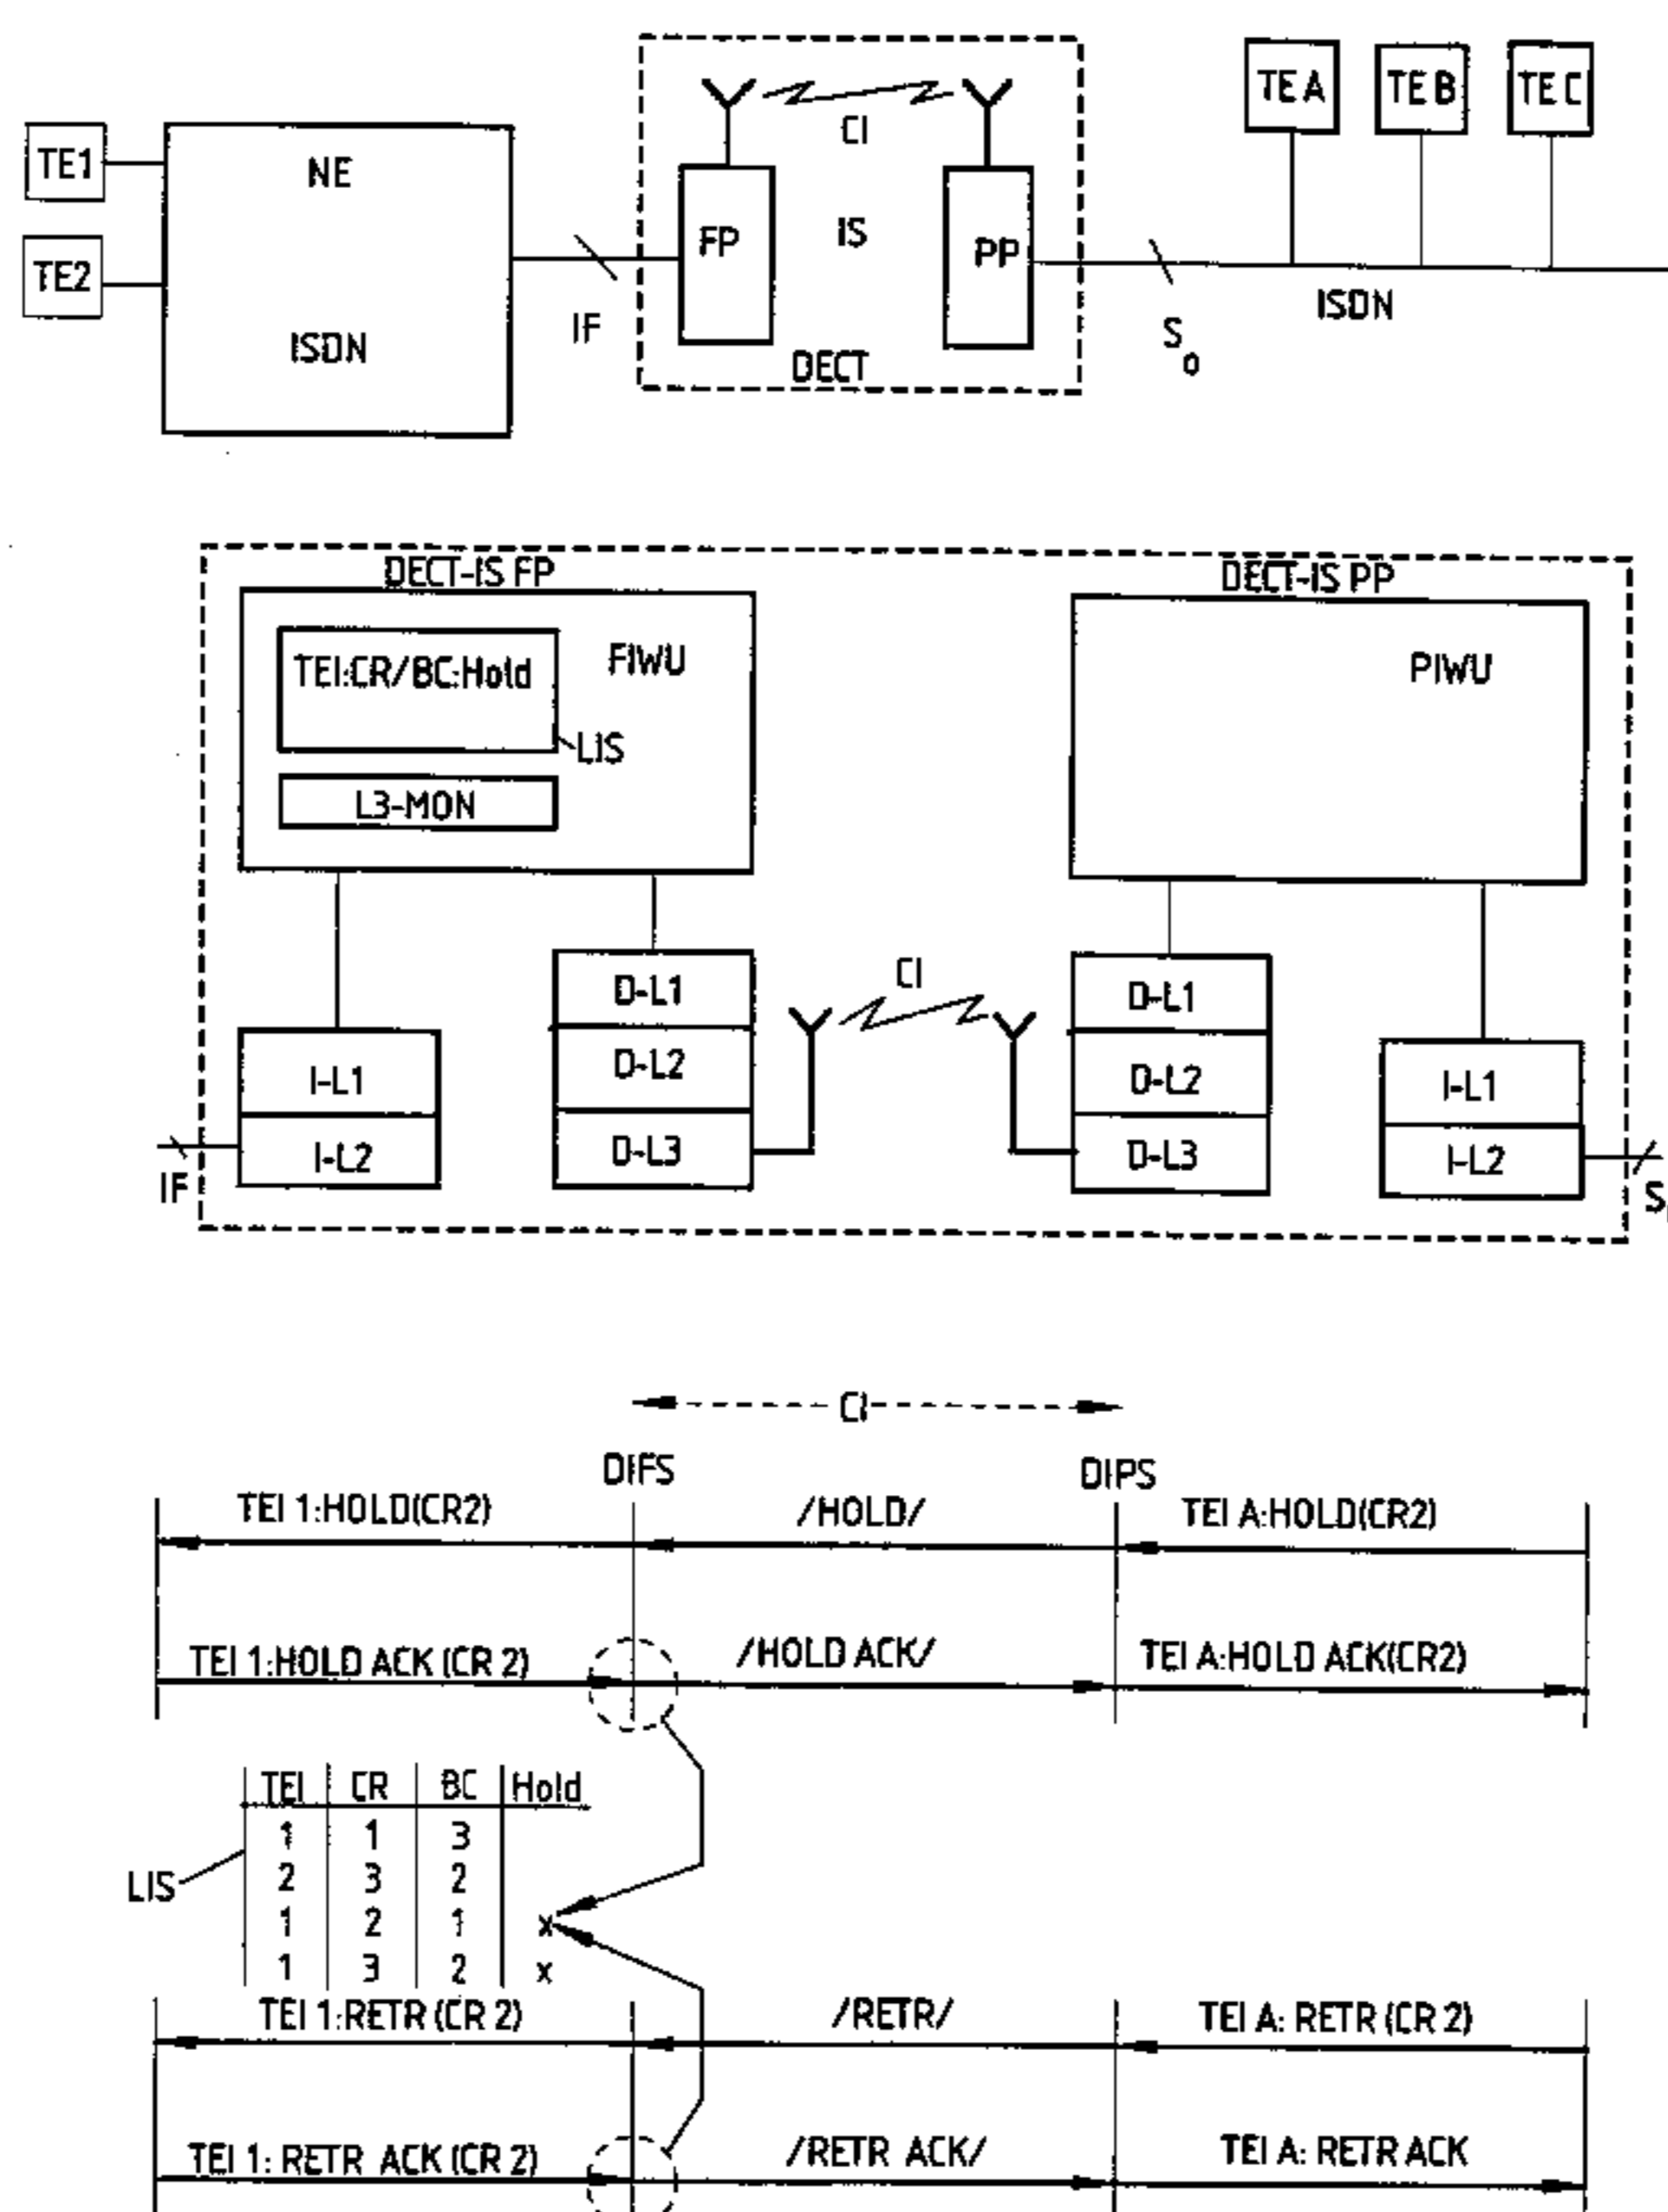 TE1
TE2
NE
ISDN
IF
FP
CI
IS
PP
DECT
S0
ISDN
TE A
TE B
TE C
DECT-IS FP
DECT-IS PP
TEI:CR/BC:Hold
FIWU
LIS
L3-MON
PIWU
D-L1
D-L2
D-L3
I-L1
I-L2
IF
CI
D-L1
D-L2
D-L3
I-L1
I-L2
S
CI
DIFS
DIPS
TEI 1:HOLD(CR2)
/HOLD/
TEI A:HOLD(CR2)
TEI 1:HOLD ACK (CR 2)
/HOLD ACK/
TEI A:HOLD ACK(CR2)
TEI CR BC Hold
1 1 3
2 3 2
1 2 1 x
1 3 2 x
LIS
TEI 1:RETR (CR 2)
/RETR/
TEI A: RETR (CR 2)
TEI 1: RETR ACK (CR 2)
/RETR ACK/
TEI A: RETR ACK